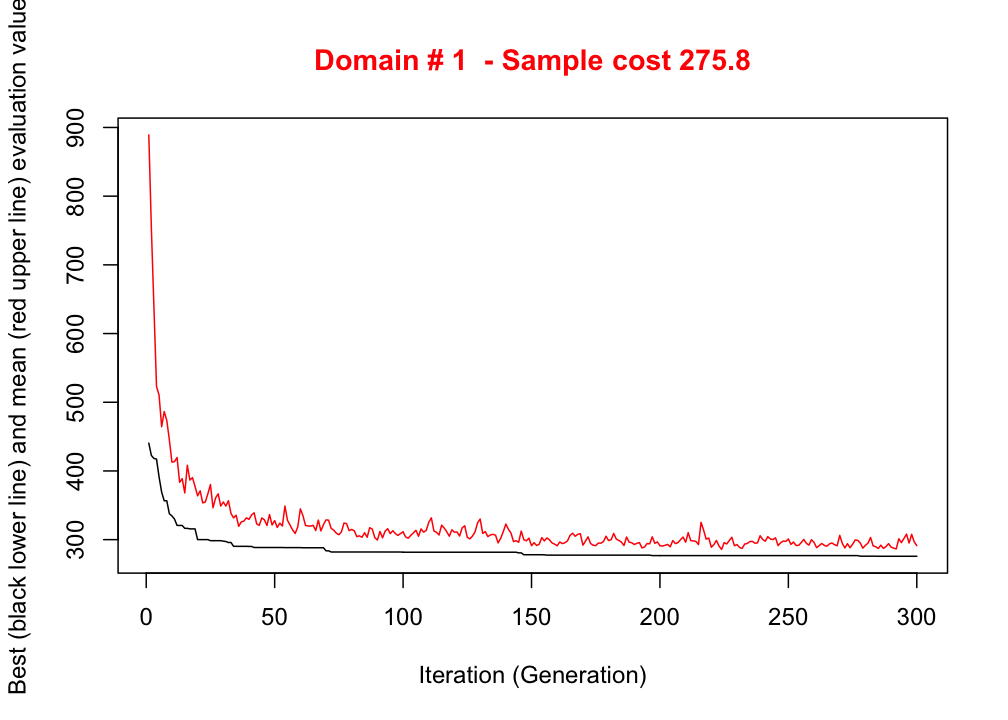 Domain # 1  - Sample cost 275.8
Best (black lower line) and mean (red upper line) evaluation value
900
800
700
600
500
400
300
0 50 100 150 200 250 300
Iteration (Generation)